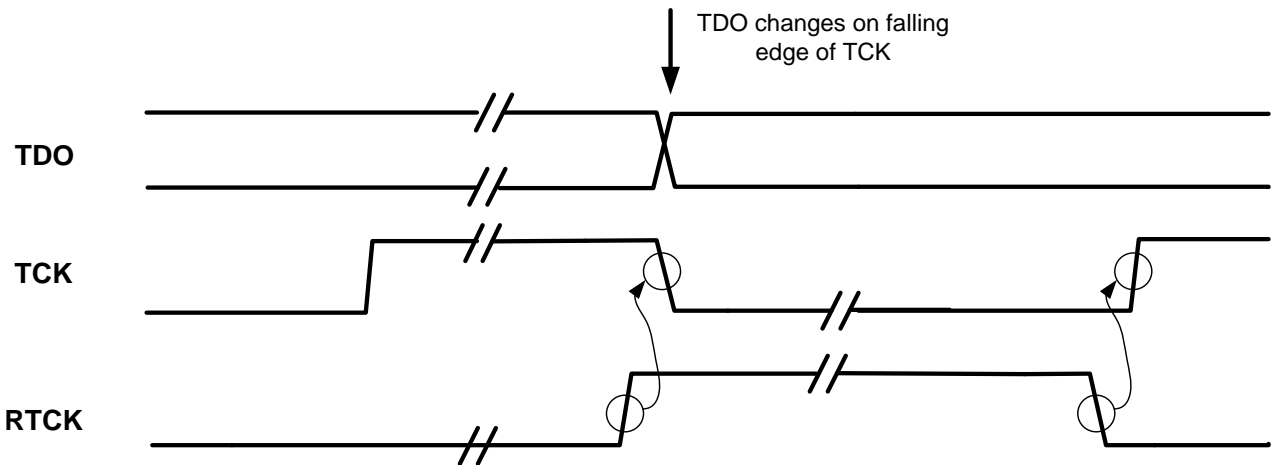 TDO changes on falling
edge of TCK
TDO
TCK
RTCK